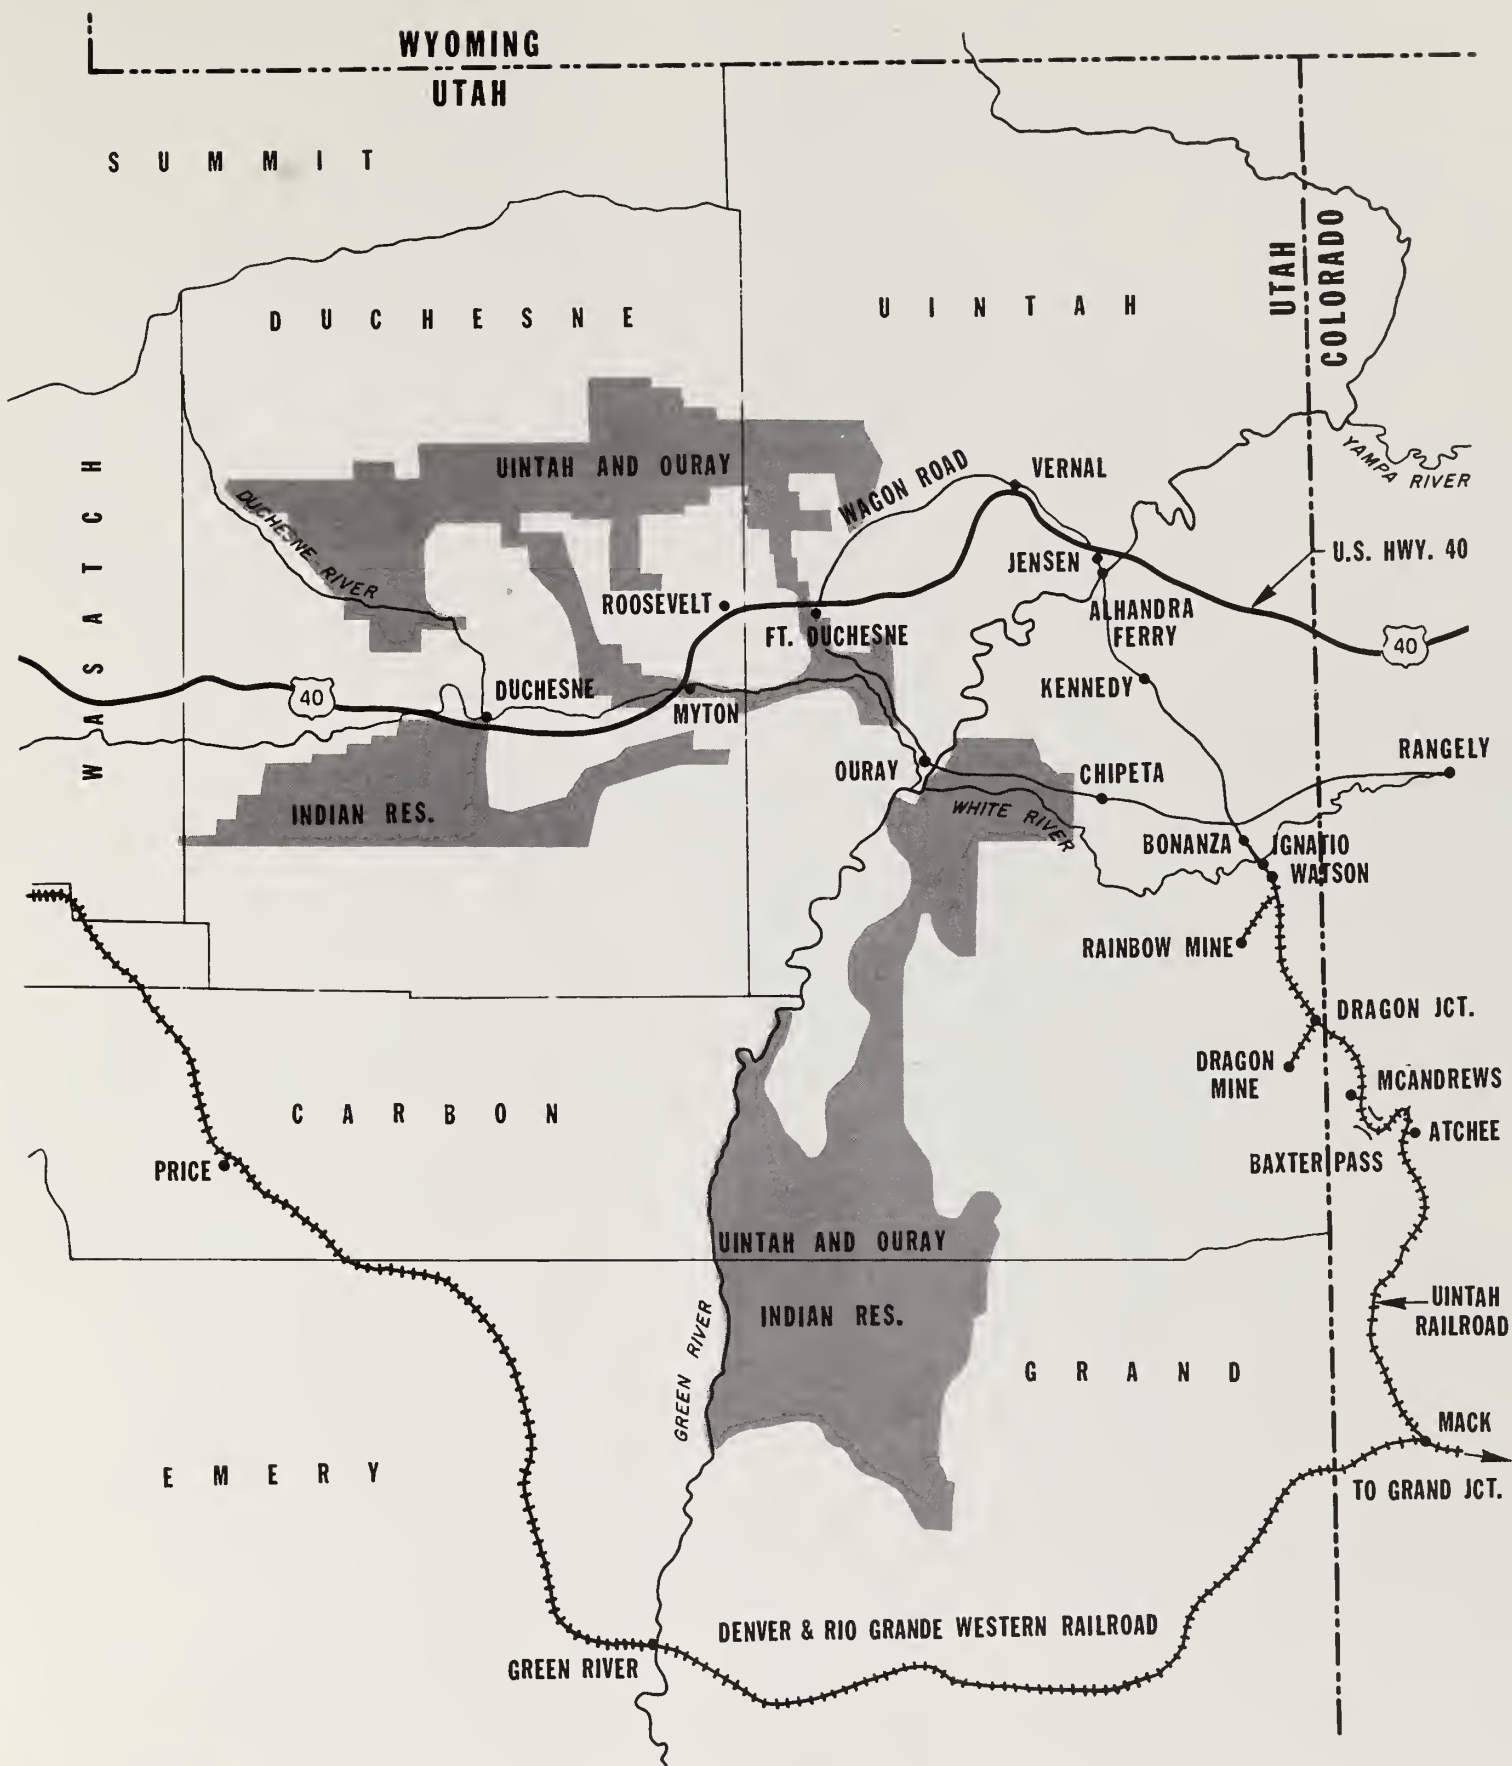 WYOMING
UTAH
SUMMIT
UTAH
COLORADO
DUCHESNE
UINTAH
WASATCH
UINTAH AND OURAY
WAGON ROAD
VERNAL
YAMPA RIVER
DUCHESNE RIVER
U.S. HWY. 40
JENSEN
ROOSEVELT
ALHANDRA
FERRY
FT. DUCHESNE
40
40
KENNEDY
DUCHESNE
MYTON
RANGELY
OURAY
CHIPETA
WHITE RIVER
INDIAN RES.
BONANZA
IGNATIO
WATSON
RAINBOW MINE
DRAGON JCT.
DRAGON
MINE
MCANDREWS
CARBON
ATCHEE
BAXTER PASS
PRICE
UINTAH AND OURAY
INDIAN RES.
UINTAH
RAILROAD
GREEN RIVER
GRAND
MACK
EMERY
TO GRAND JCT.
DENVER & RIO GRANDE WESTERN RAILROAD
GREEN RIVER